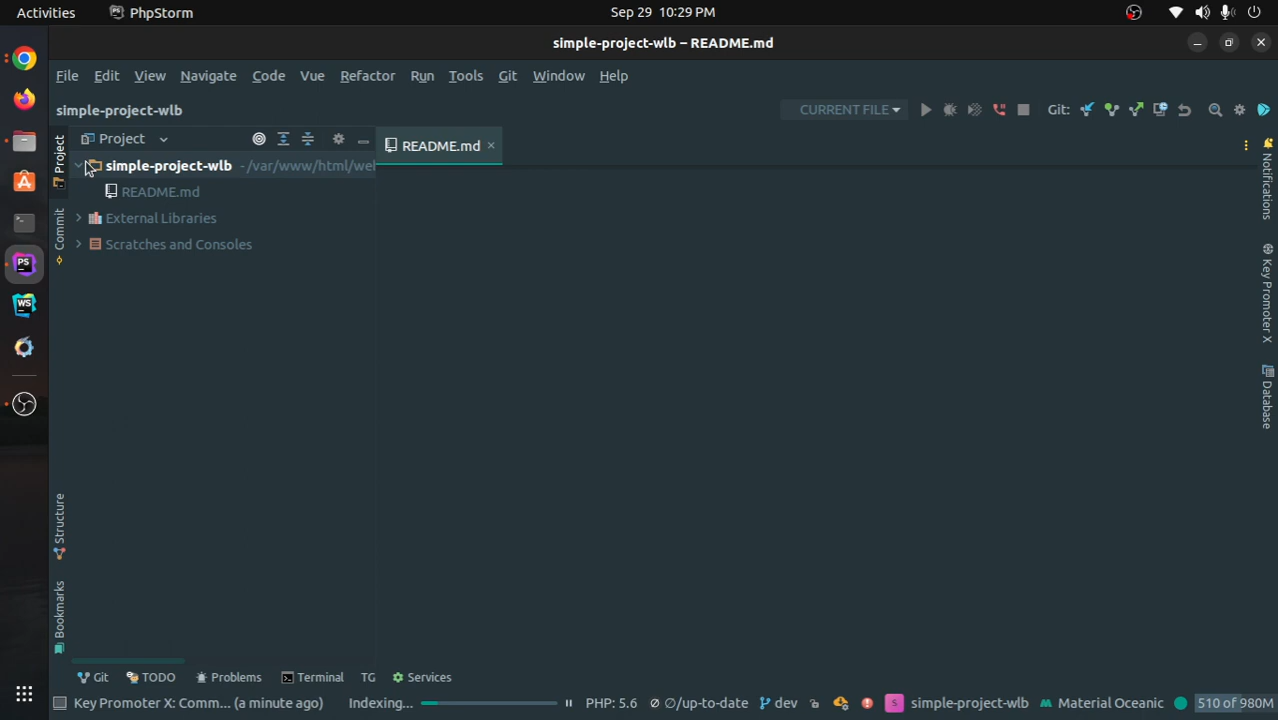 Activities PhpStorm Sep 29 10:29 PM
simple-project-wlb – README.md
File Edit View Navigate Code Vue Refactor Run Tools Git Window Help
simple-project-wlb CURRENT FILE Git:
Project README.md
simple-project-wlb ~/var/www/html/wel
README.md
External Libraries
Scratches and Consoles
Project
Commit
Structure
Bookmarks
Notifications
Key Promoter X
Database
PS
WS
Git TODO Problems Terminal TG Services
Key Promoter X: Comm... (a minute ago) Indexing... PHP: 5.6 ∅/up-to-date dev S simple-project-wlb Material Oceanic 510 of 980M